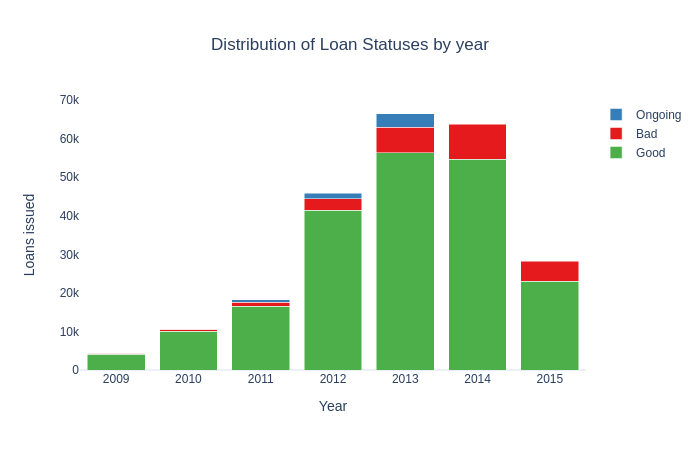 Distribution of Loan Statuses by year
70k
60k
50k
40k
30k
20k
10k
0
Loans issued
2009 2010 2011 2012 2013 2014 2015
Year
Ongoing
Bad
Good